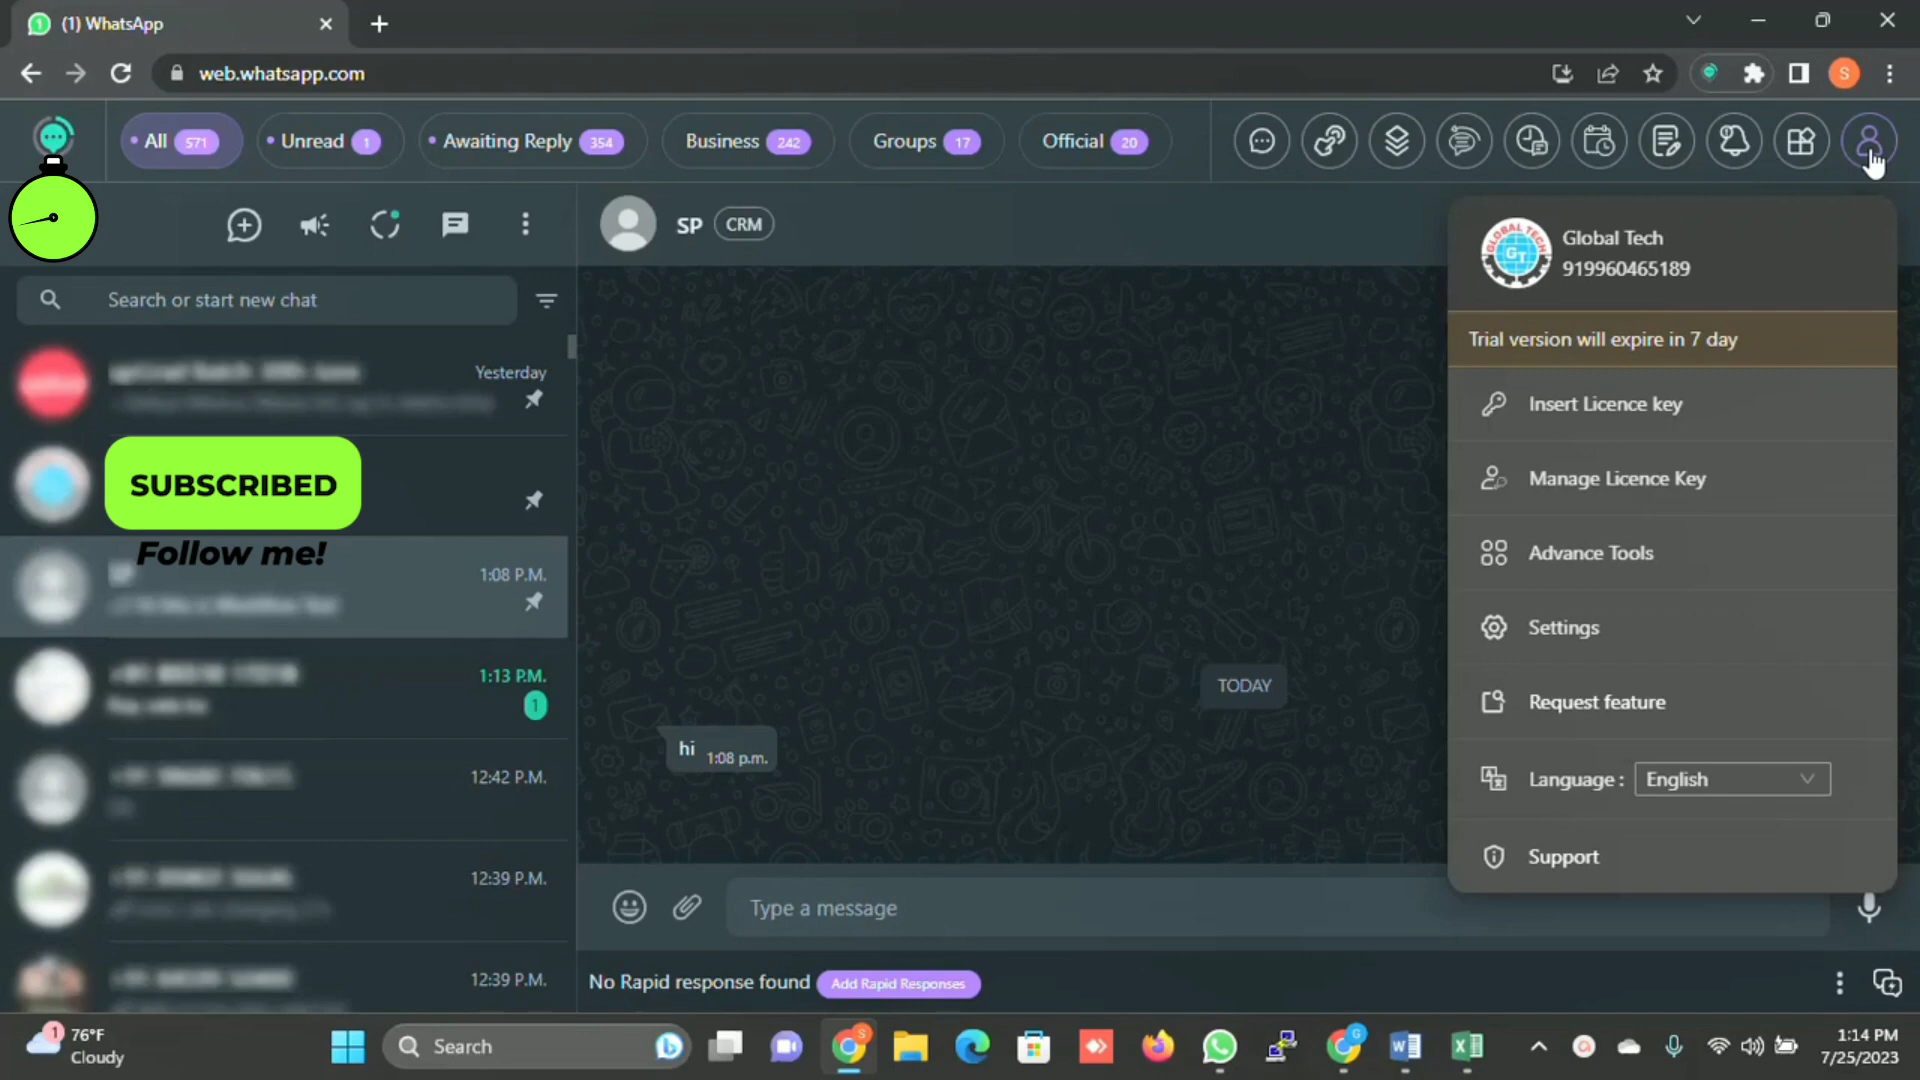 (1) WhatsApp
web.whatsapp.com
S
All 571
Unread 1
Awaiting Reply 354
Business 242
Groups 17
Official 20
SP CRM
GLOBAL TECH
GT
Global Tech
919960465189
Trial version will expire in 7 day
Insert Licence key
Manage Licence Key
Advance Tools
Settings
Request feature
Language : English
Support
Search or start new chat
Yesterday
SUBSCRIBED
Follow me!
1:08 P.M.
1:13 P.M.
1
12:42 P.M.
12:39 P.M.
12:39 P.M.
TODAY
hi 1:08 p.m.
Type a message
No Rapid response found Add Rapid Responses
1
76°F
Cloudy
Search
S
G
1:14 PM
7/25/2023